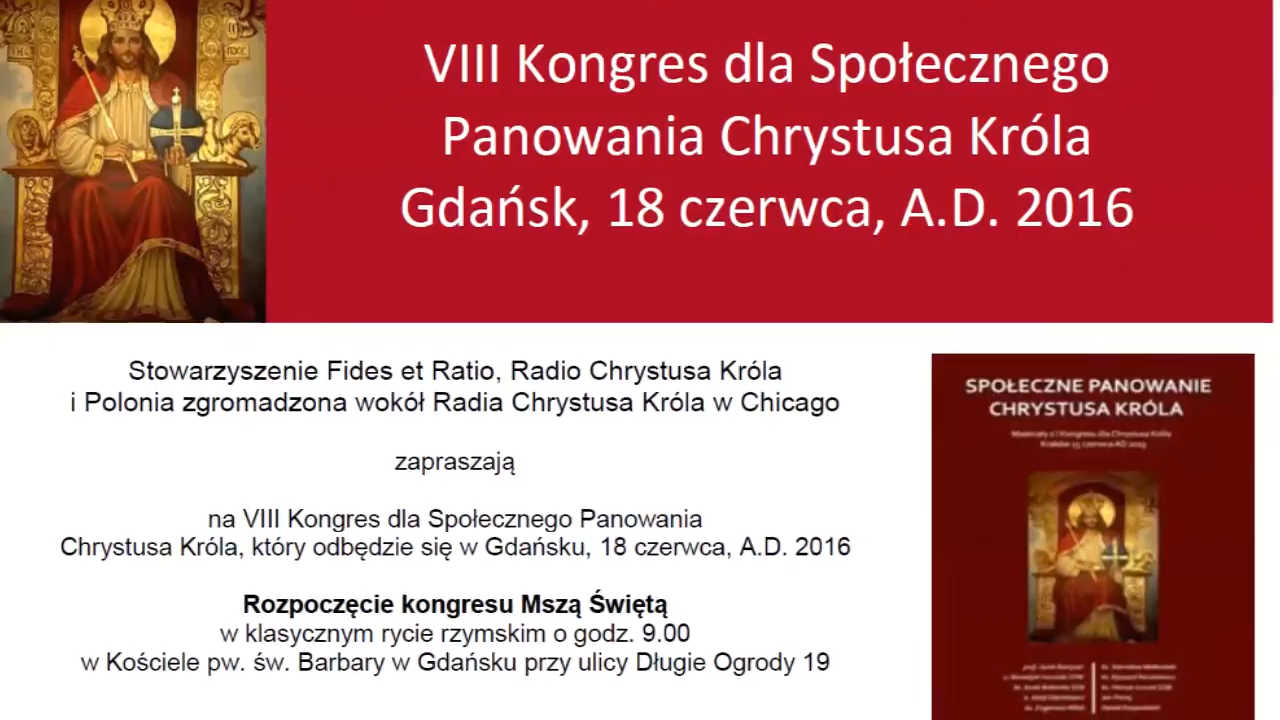 VIII Kongres dla Społecznego
Panowania Chrystusa Króla
Gdańsk, 18 czerwca, A.D. 2016
Stowarzyszenie Fides et Ratio, Radio Chrystusa Króla
i Polonia zgromadzona wokół Radia Chrystusa Króla w Chicago
zapraszają
na VIII Kongres dla Społecznego Panowania
Chrystusa Króla, który odbędzie się w Gdańsku, 18 czerwca, A.D. 2016
Rozpoczęcie kongresu Mszą Świętą
w klasycznym rycie rzymskim o godz. 9.00
w Kościele pw. św. Barbary w Gdańsku przy ulicy Długie Ogrody 19
SPOŁECZNE PANOWANIE
CHRYSTUSA KRÓLA